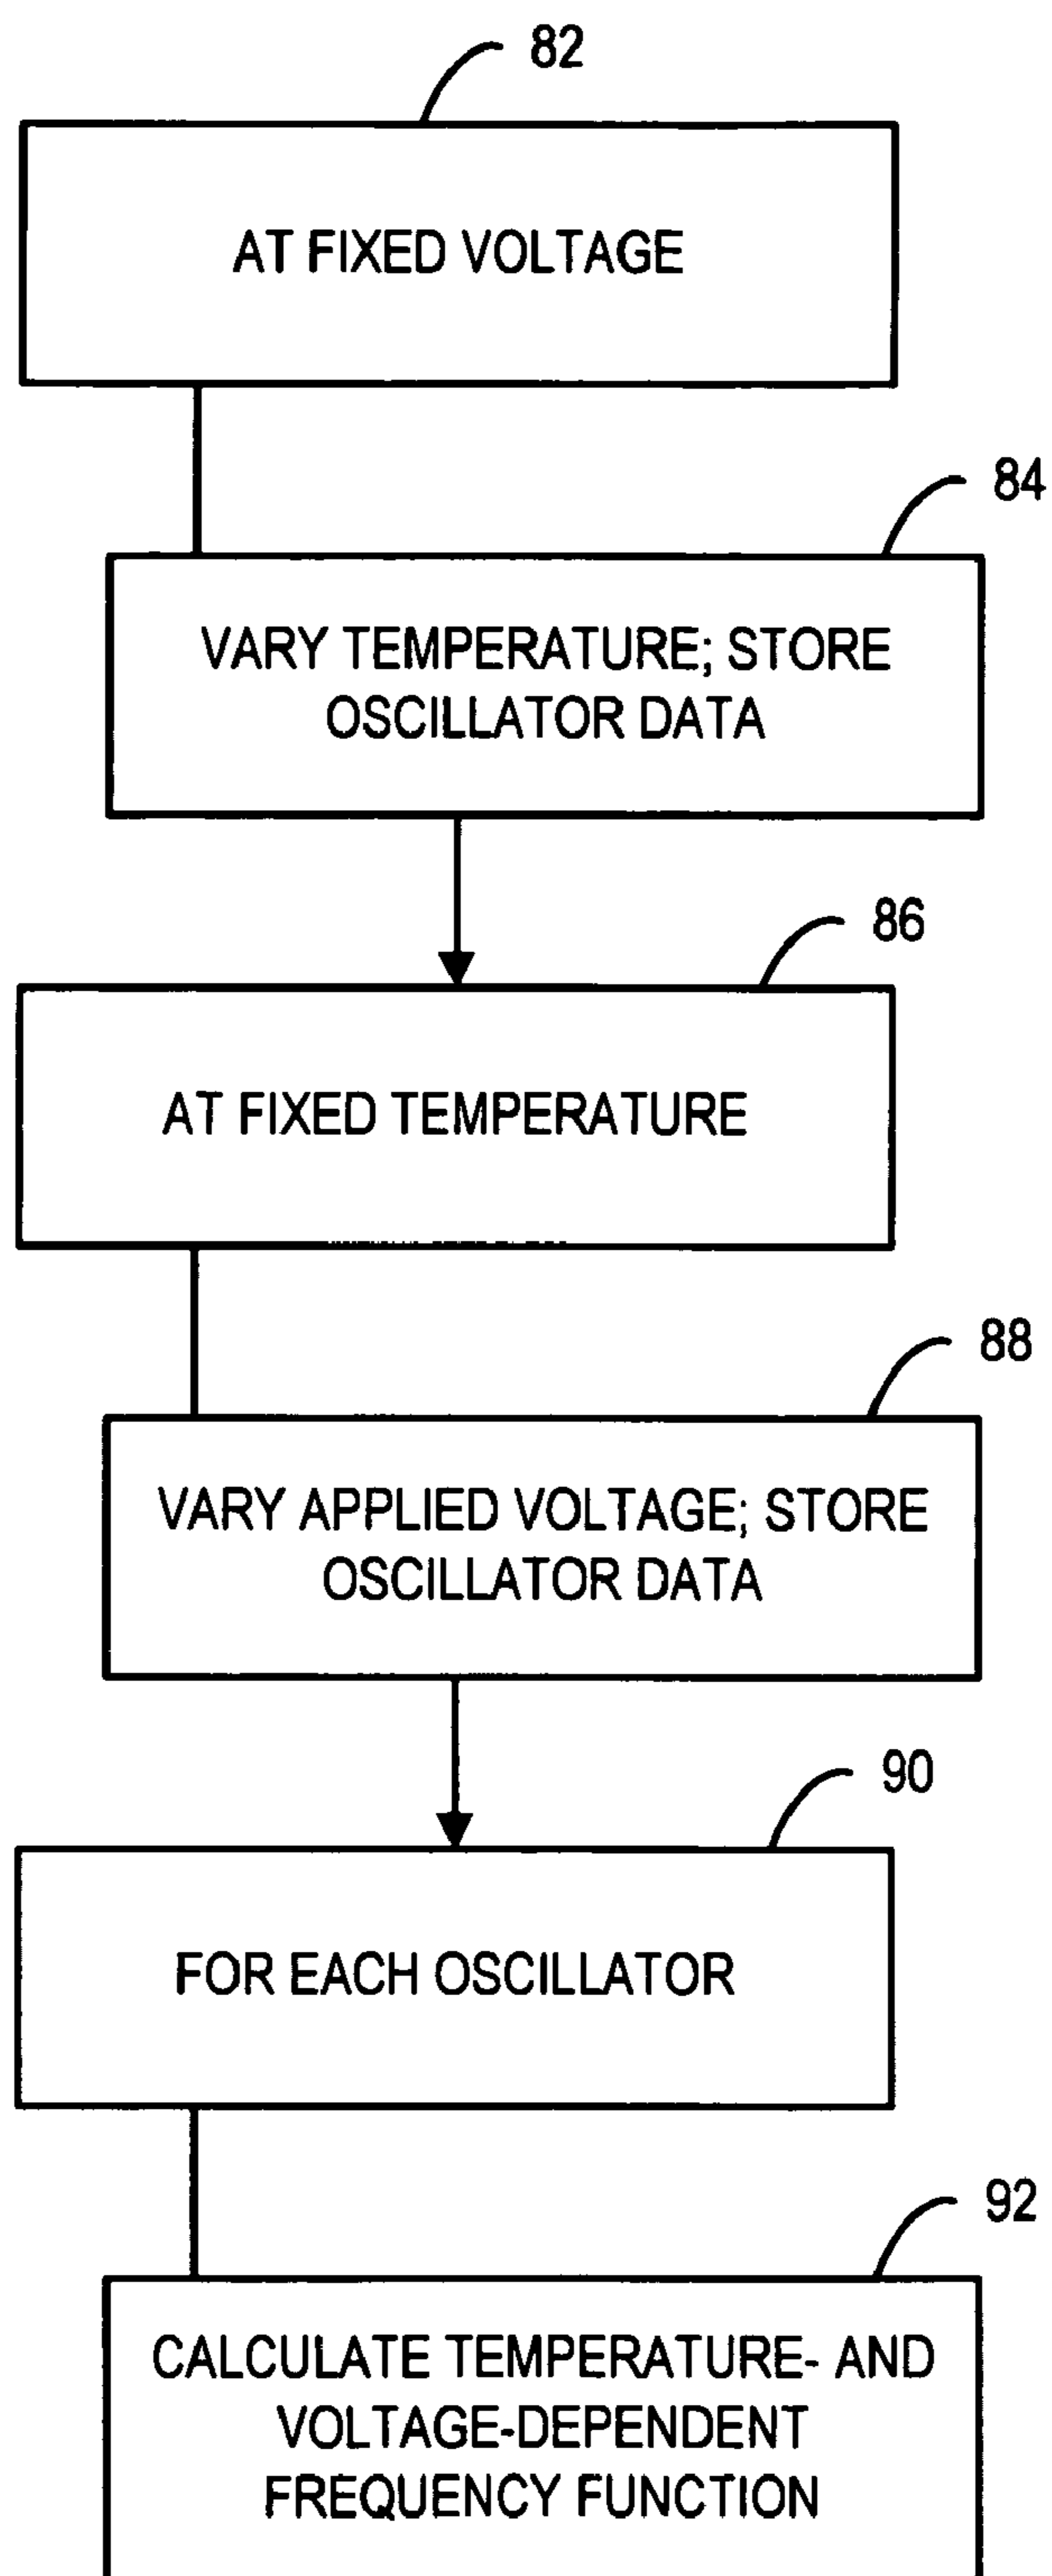 82
AT FIXED VOLTAGE
84
VARY TEMPERATURE; STORE
OSCILLATOR DATA
86
AT FIXED TEMPERATURE
88
VARY APPLIED VOLTAGE; STORE
OSCILLATOR DATA
90
FOR EACH OSCILLATOR
92
CALCULATE TEMPERATURE- AND
VOLTAGE-DEPENDENT
FREQUENCY FUNCTION